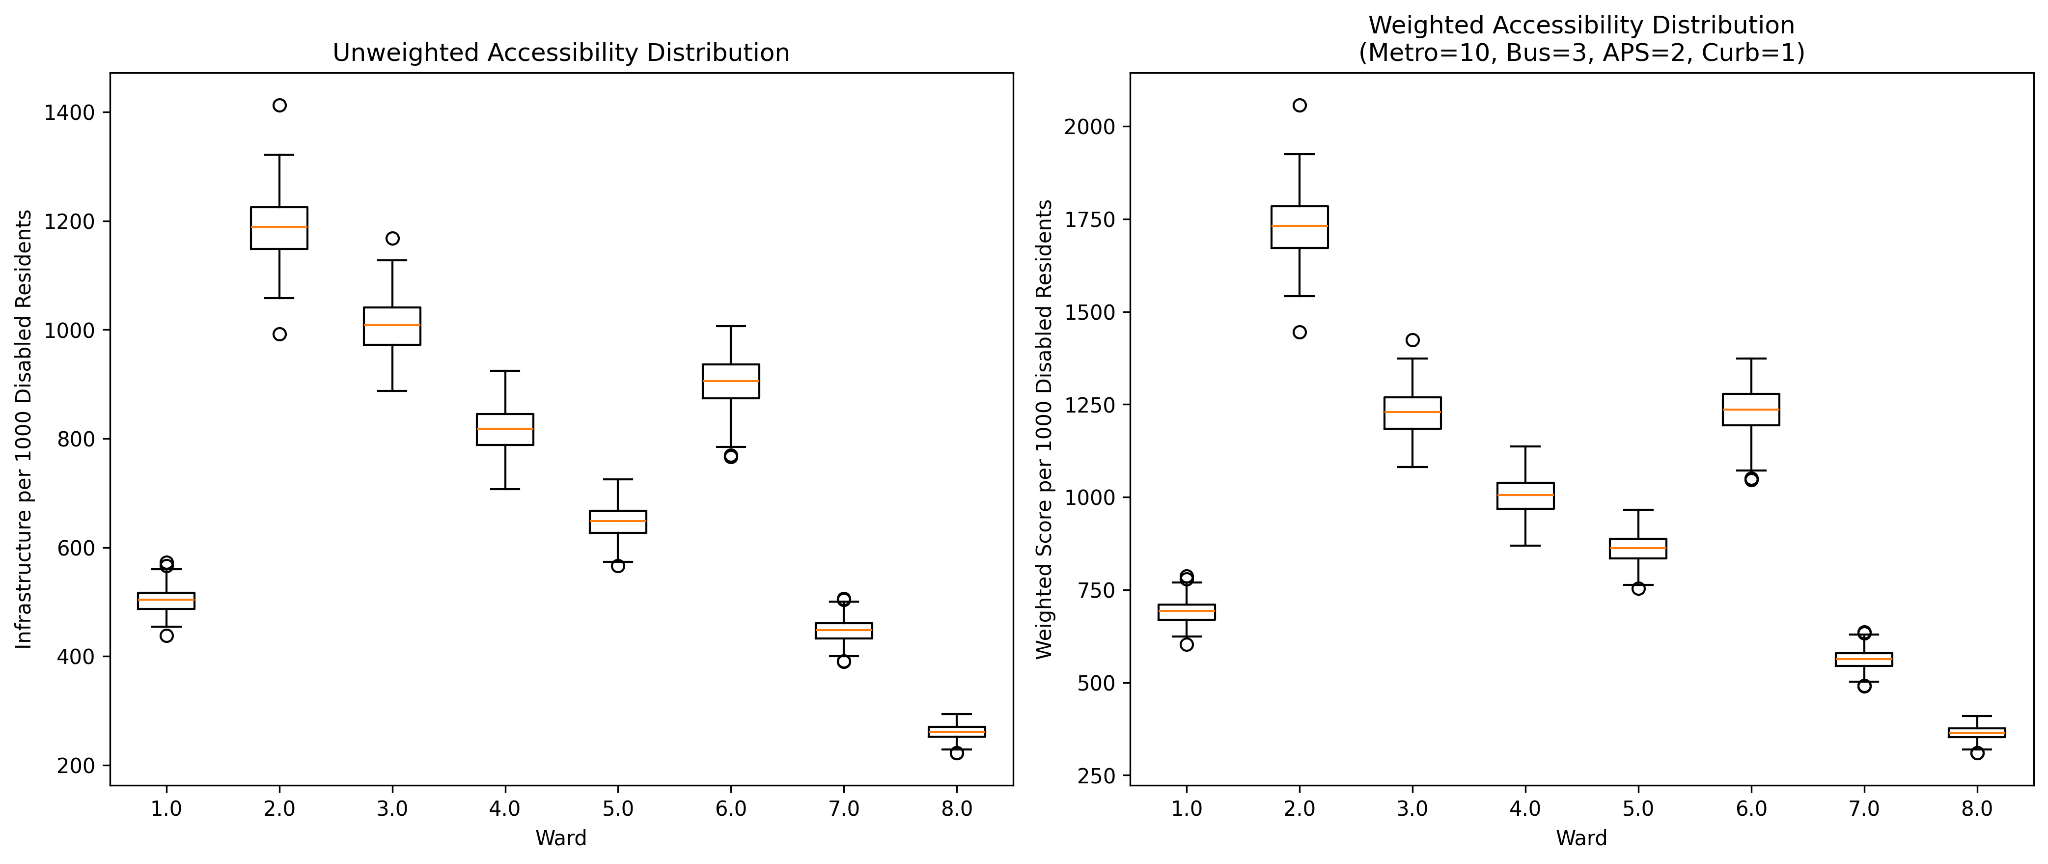 Unweighted Accessibility Distribution
Infrastructure per 1000 Disabled Residents
1400
1200
1000
800
600
400
200
1.0 2.0 3.0 4.0 5.0 6.0 7.0 8.0
Ward
Weighted Accessibility Distribution
(Metro=10, Bus=3, APS=2, Curb=1)
Weighted Score per 1000 Disabled Residents
2000
1750
1500
1250
1000
750
500
250
1.0 2.0 3.0 4.0 5.0 6.0 7.0 8.0
Ward